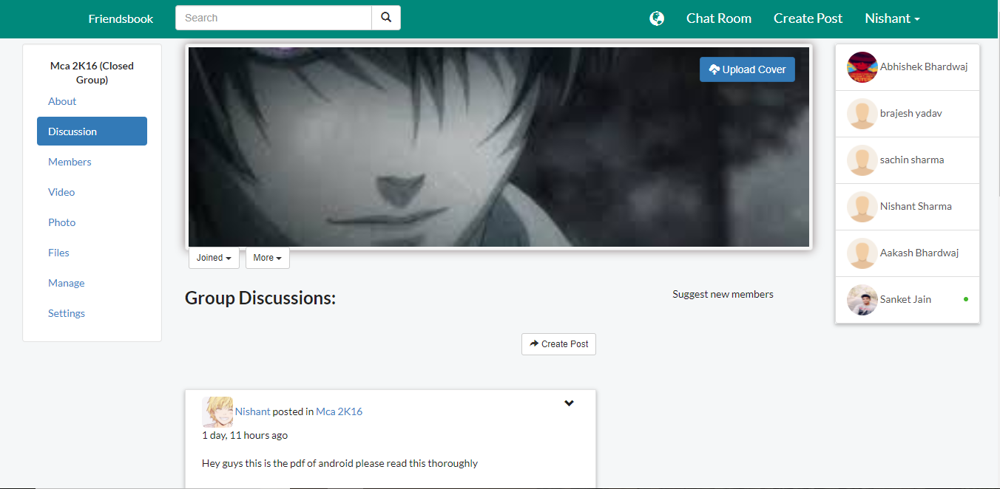 Friendsbook
Search
Chat Room
Create Post
Nishant
Mca 2K16 (Closed
Group)
About
Discussion
Members
Video
Photo
Files
Manage
Settings
Upload Cover
Joined
More
Group Discussions:
Suggest new members
Create Post
Nishant posted in Mca 2K16
1 day, 11 hours ago
Hey guys this is the pdf of android please read this thoroughly
Abhishek Bhardwaj
brajesh yadav
sachin sharma
Nishant Sharma
Aakash Bhardwaj
Sanket Jain